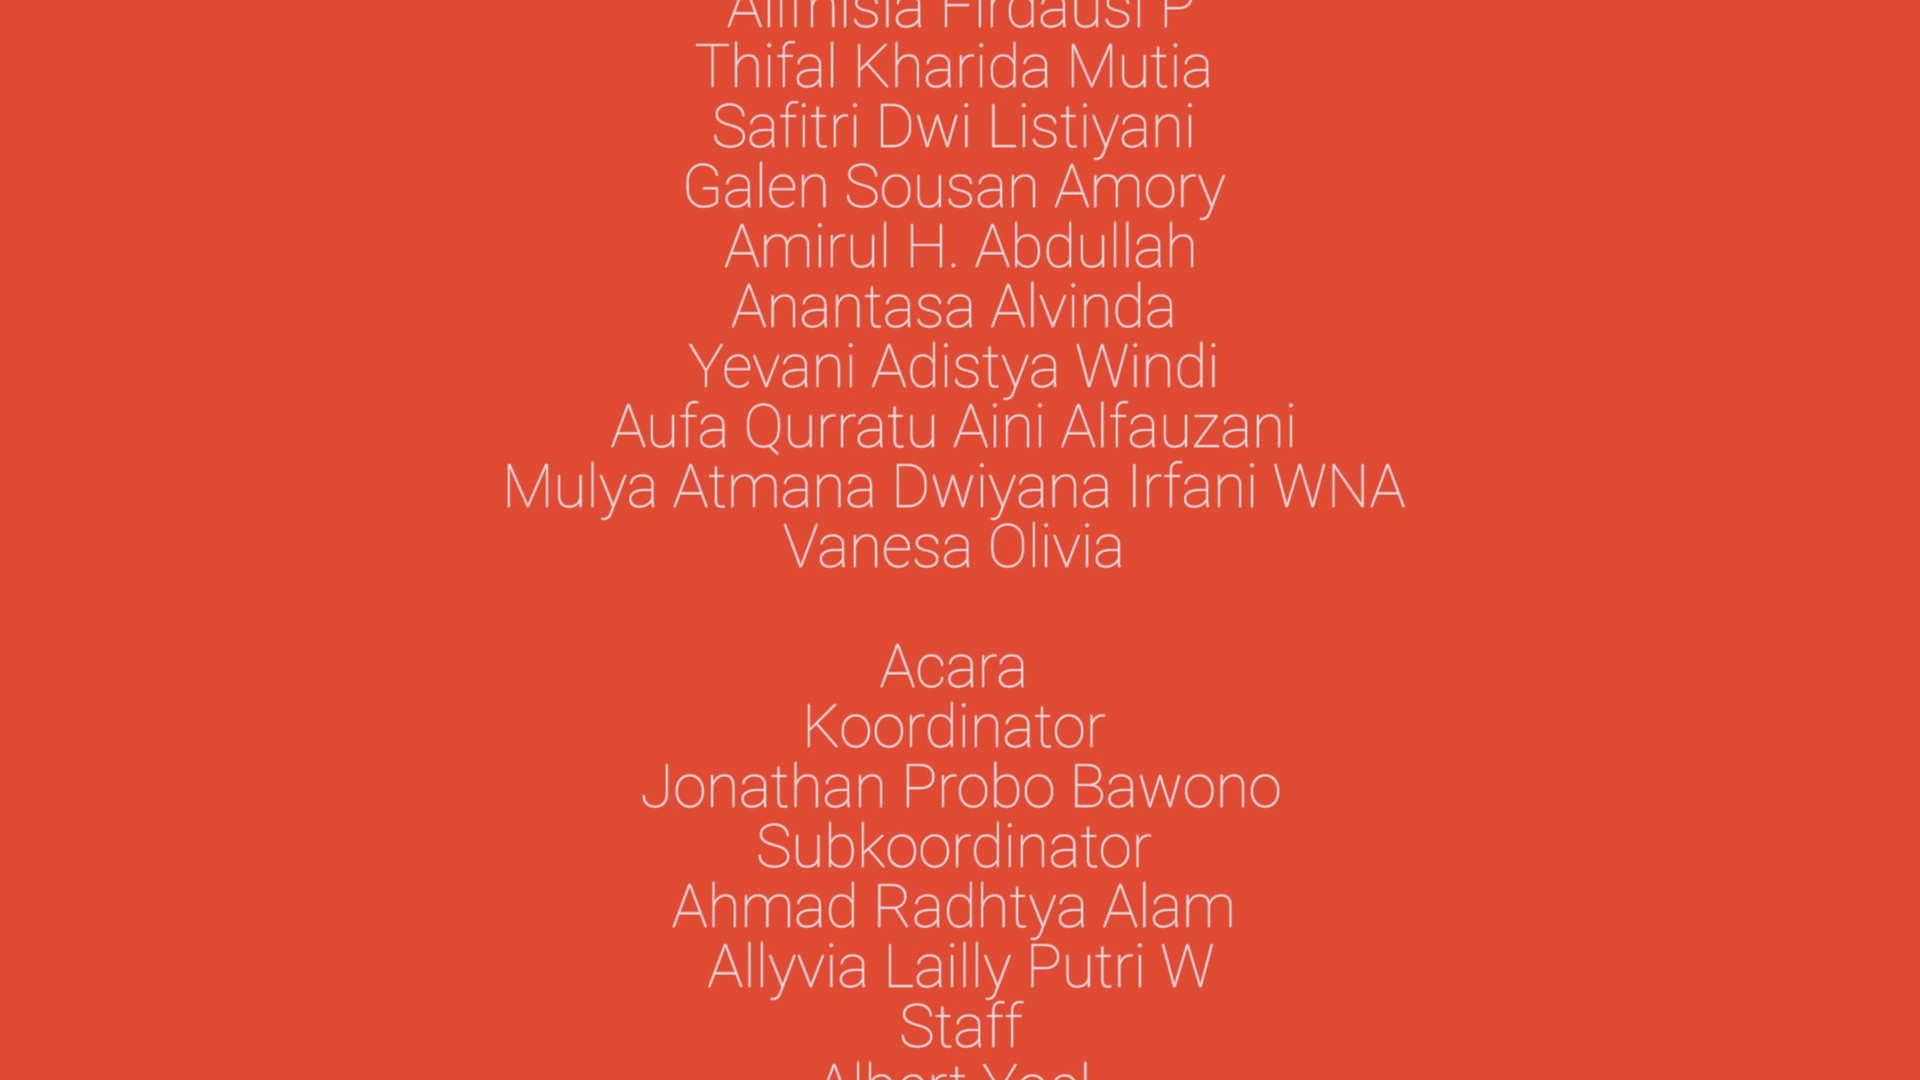 Firdausi P
Thifal Kharida Mutia
Safitri Dwi Listiyani
Galen Sousan Amory
Amirul H. Abdullah
Anantasa Alvinda
Yevani Adistya Windi
Aufa Qurratu Aini Alfauzani
Mulya Atmana Dwiyana Irfani WNA
Vanesa Olivia
Acara
Koordinator
Jonathan Probo Bawono
Subkoordinator
Ahmad Radhtya Alam
Allyvia Lailly Putri W
Staff
Albert